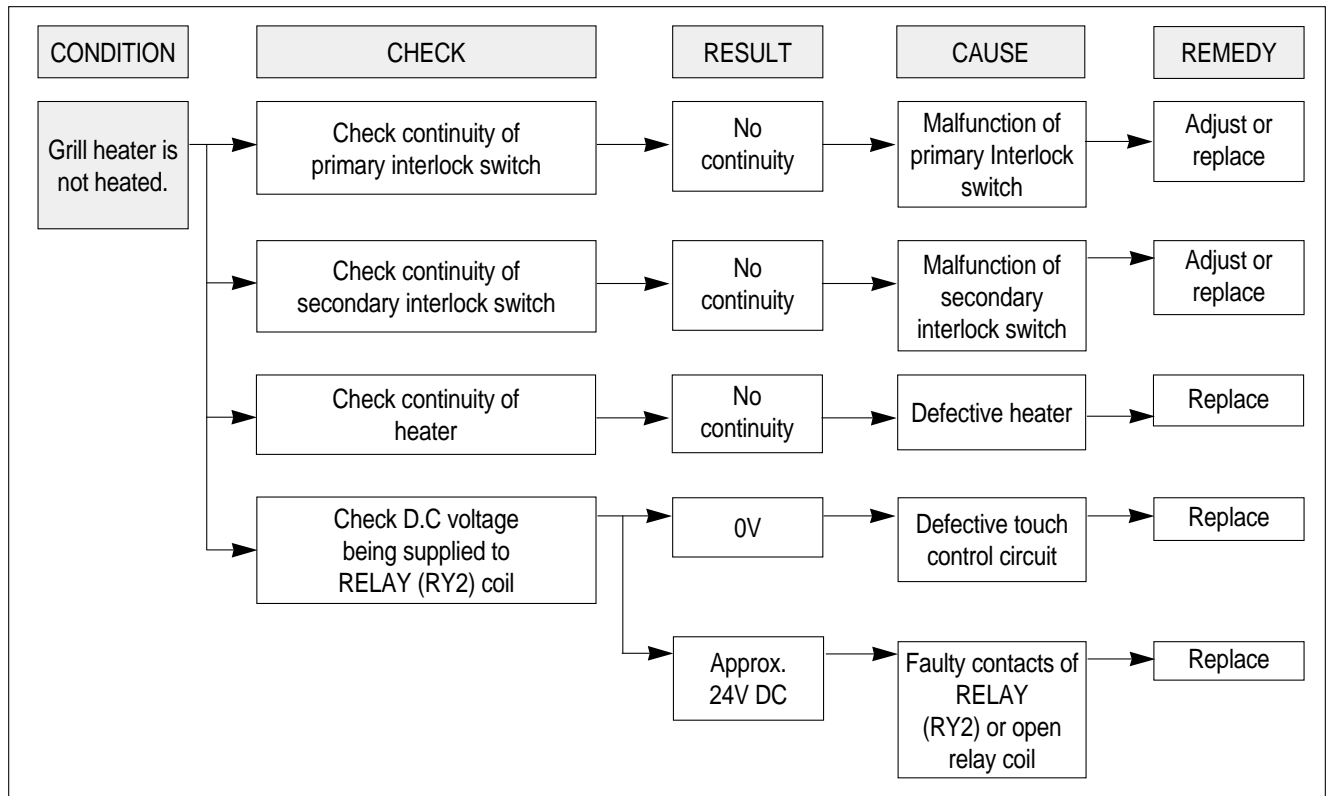 CONDITION
CHECK
RESULT
CAUSE
REMEDY
Grill heater is
not heated.
Check continuity of
primary interlock switch
No
continuity
Malfunction of
primary Interlock
switch
Adjust or
replace
Check continuity of
secondary interlock switch
No
continuity
Malfunction of
secondary
interlock switch
Adjust or
replace
Check continuity of
heater
No
continuity
Defective heater
Replace
Check D.C voltage
being supplied to
RELAY (RY2) coil
0V
Defective touch
control circuit
Replace
Approx.
24V DC
Faulty contacts of
RELAY
(RY2) or open
relay coil
Replace